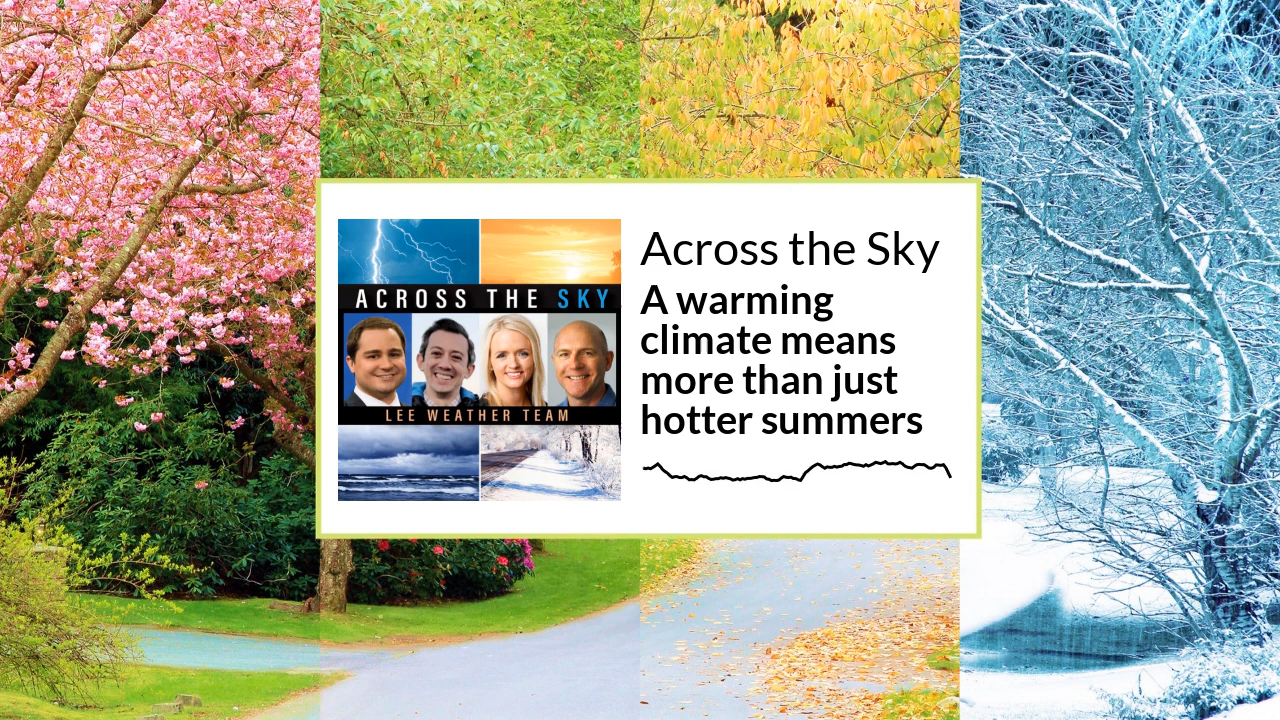 ACROSS THE SKY
LEE WEATHER TEAM
Across the Sky
A warming
climate means
more than just
hotter summers